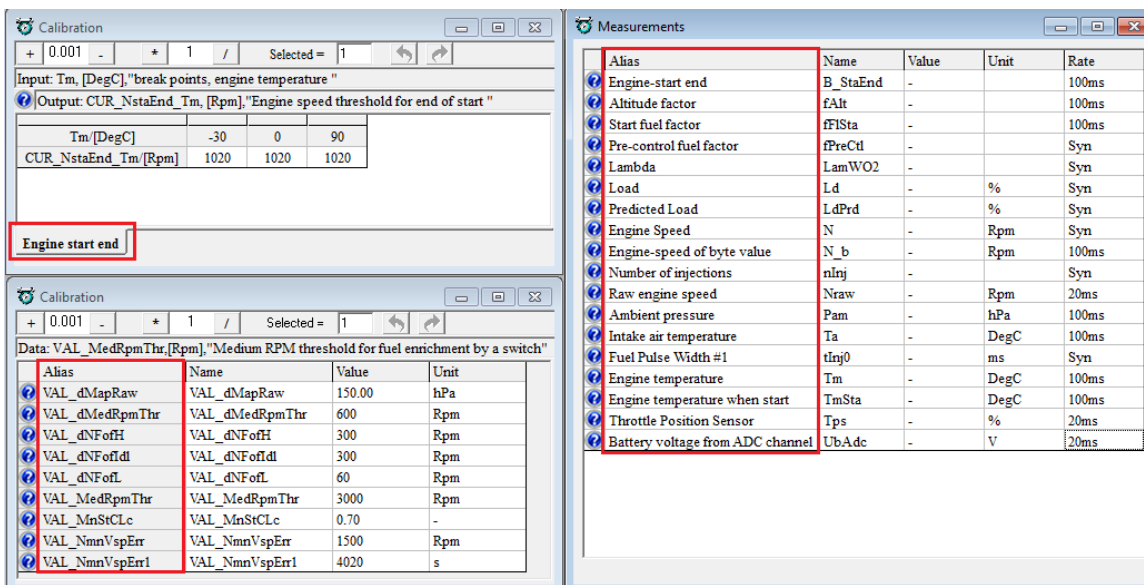 Calibration
+ 0.001 - * 1 / Selected = 1
Input: Tm, [DegC],"break points, engine temperature "
Output: CUR_NstaEnd_Tm, [Rpm],"Engine speed threshold for end of start "
Tm/[DegC] -30 0 90
CUR_NstaEnd_Tm/[Rpm] 1020 1020 1020
Engine start end
Calibration
+ 0.001 - * 1 / Selected = 1
Data: VAL_MedRpmThr,[Rpm],"Medium RPM threshold for fuel enrichment by a switch"
Alias Name Value Unit
VAL_dMapRaw VAL_dMapRaw 150.00 hPa
VAL_dMedRpmThr VAL_dMedRpmThr 600 Rpm
VAL_dNFofH VAL_dNFofH 300 Rpm
VAL_dNFofIdl VAL_dNFofIdl 300 Rpm
VAL_dNFofL VAL_dNFofL 60 Rpm
VAL_MedRpmThr VAL_MedRpmThr 3000 Rpm
VAL_MnStCLc VAL_MnStCLc 0.70 -
VAL_NmnVspErr VAL_NmnVspErr 1500 Rpm
VAL_NmnVspErr1 VAL_NmnVspErr1 4020 s
Measurements
Alias Name Value Unit Rate
Engine-start end B_StaEnd - 100ms
Altitude factor fAlt - 100ms
Start fuel factor fFlSta - 100ms
Pre-control fuel factor fPreCtl - Syn
Lambda LamWO2 - Syn
Load Ld - % Syn
Predicted Load LdPrd - % Syn
Engine Speed N - Rpm Syn
Engine-speed of byte value N_b - Rpm 100ms
Number of injections nInj - Syn
Raw engine speed Nraw - Rpm 20ms
Ambient pressure Pam - hPa 100ms
Intake air temperature Ta - DegC 100ms
Fuel Pulse Width #1 tInj0 - ms Syn
Engine temperature Tm - DegC 100ms
Engine temperature when start TmSta - DegC 100ms
Throttle Position Sensor Tps - % 20ms
Battery voltage from ADC channel UbAdc - V 20ms